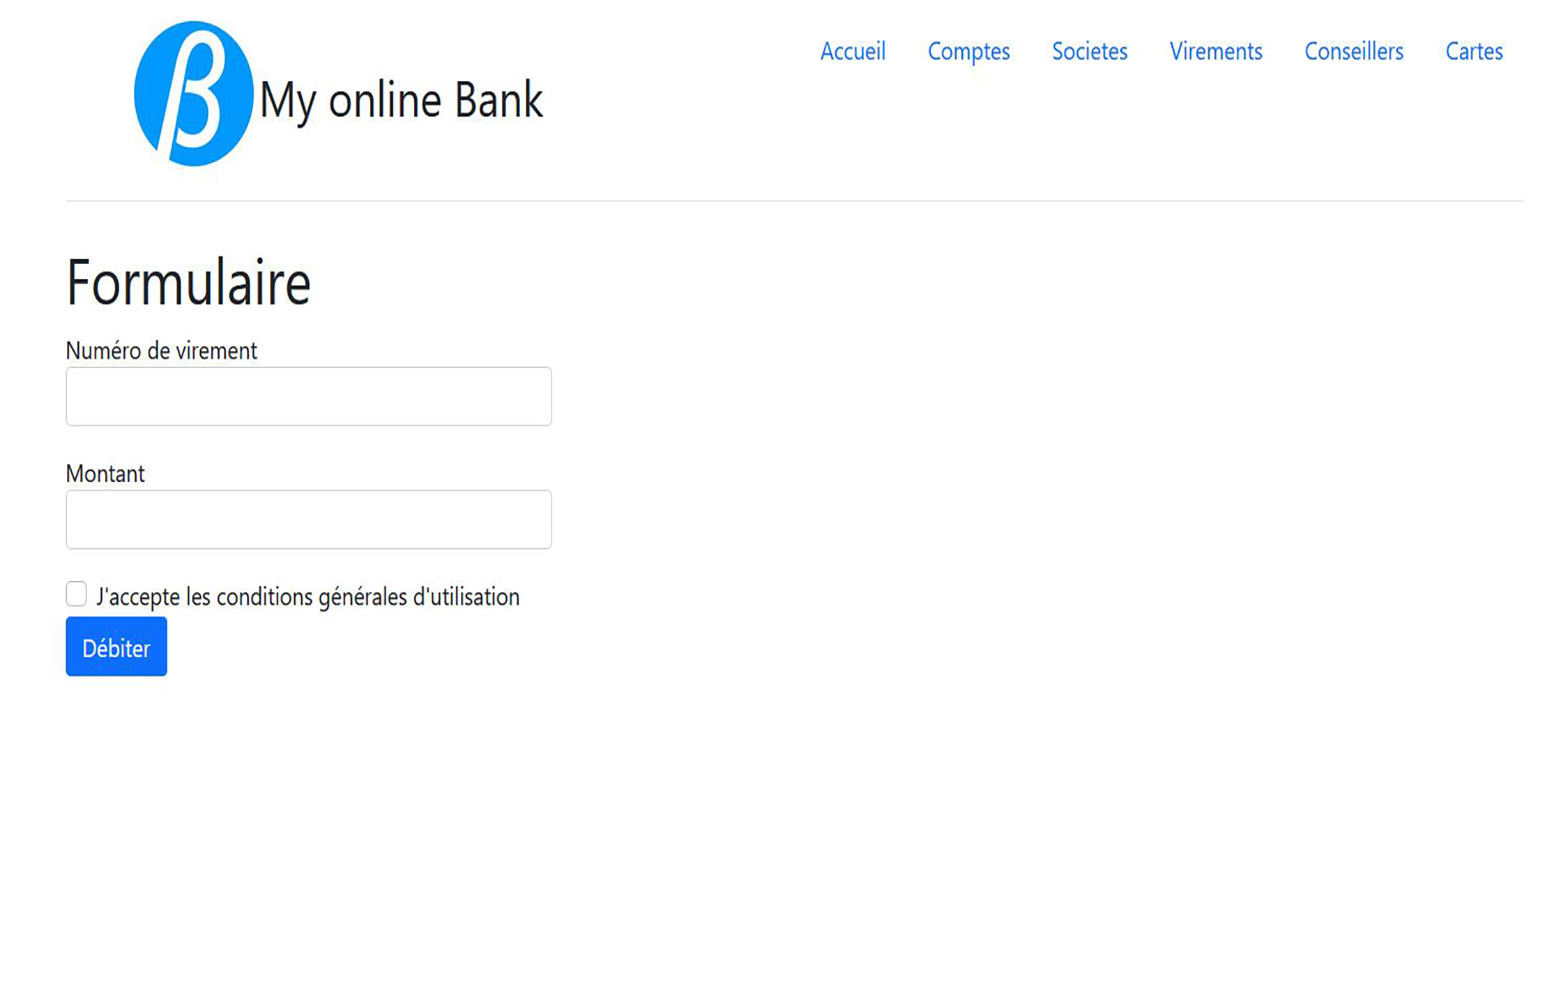 β My online Bank
Accueil Comptes Societes Virements Conseillers Cartes
Formulaire
Numéro de virement
Montant
J'accepte les conditions générales d'utilisation
Débiter